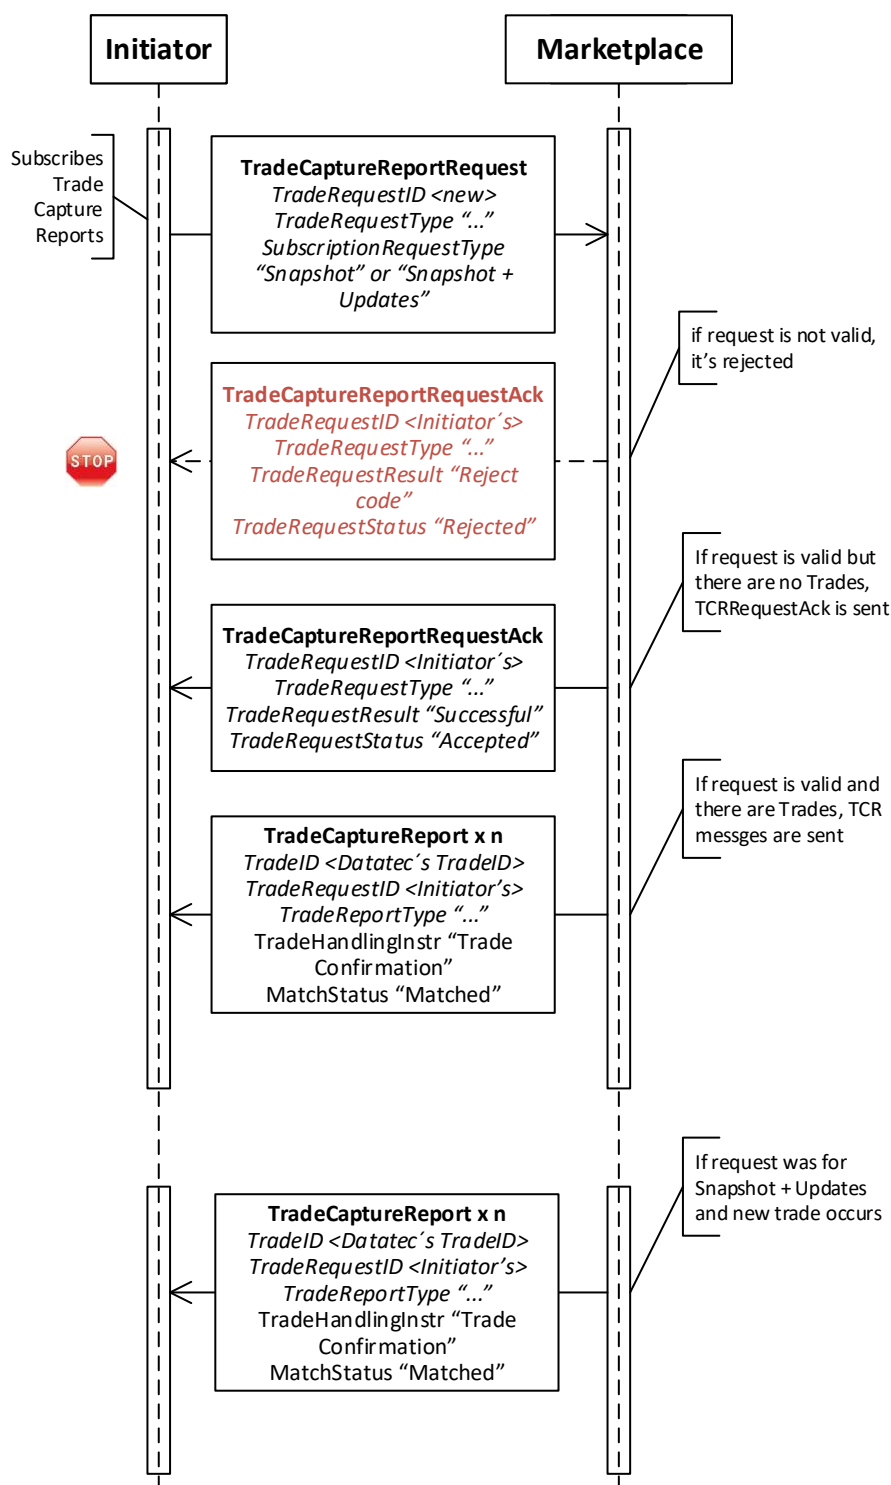 Initiator
Marketplace
Subscribes
Trade
Capture
Reports
TradeCaptureReportRequest
TradeRequestID <new>
TradeRequestType “...”
SubscriptionRequestType
“Snapshot” or “Snapshot +
Updates”
if request is not valid,
it’s rejected
TradeCaptureReportRequestAck
TradeRequestID <Initiator´s>
TradeRequestType “...”
TradeRequestResult “Reject
code”
TradeRequestStatus “Rejected”
STOP
If request is valid but
there are no Trades,
TCRRequestAck is sent
TradeCaptureReportRequestAck
TradeRequestID <Initiator´s>
TradeRequestType “...”
TradeRequestResult “Successful”
TradeRequestStatus “Accepted”
If request is valid and
there are Trades, TCR
messges are sent
TradeCaptureReport x n
TradeID <Datatec´s TradeID>
TradeRequestID <Initiator’s>
TradeReportType “...”
TradeHandlingInstr “Trade
Confirmation”
MatchStatus “Matched”
If request was for
Snapshot + Updates
and new trade occurs
TradeCaptureReport x n
TradeID <Datatec´s TradeID>
TradeRequestID <Initiator’s>
TradeReportType “...”
TradeHandlingInstr “Trade
Confirmation”
MatchStatus “Matched”